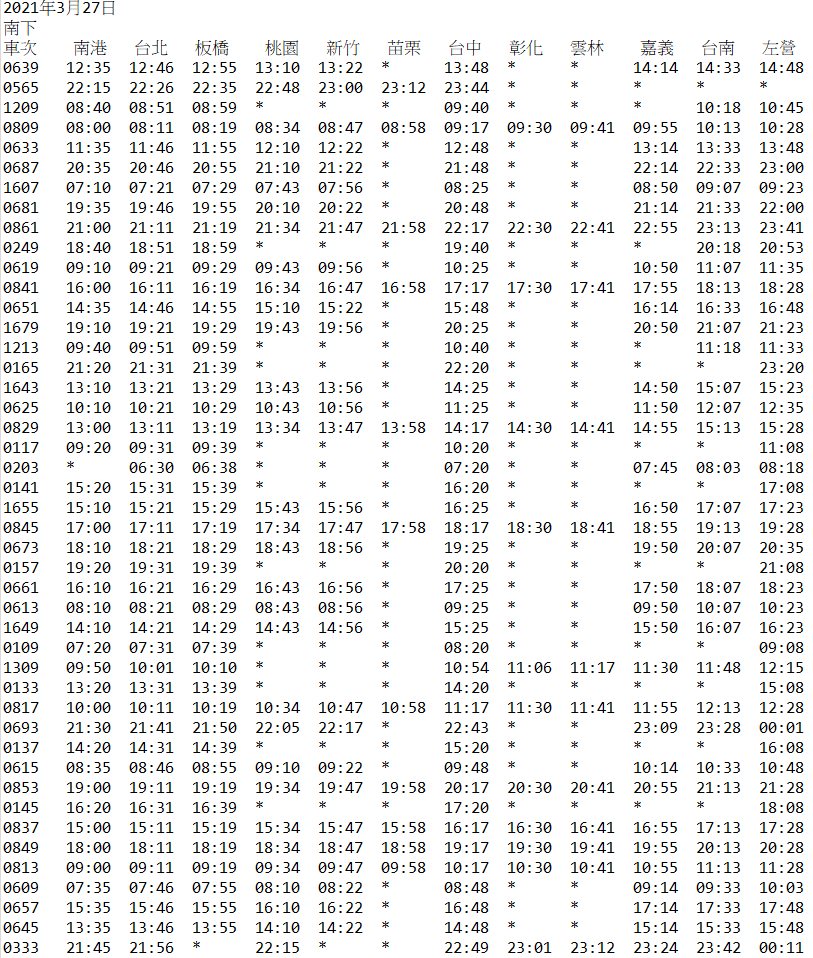 2021年3月27日
南下
車次 南港 台北 板橋 桃園 新竹 苗栗 台中 彰化 雲林 嘉義 台南 左營
0639 12:35 12:46 12:55 13:10 13:22 * 13:48 * * 14:14 14:33 14:48
0565 22:15 22:26 22:35 22:48 23:00 23:12 23:44 * * * * *
1209 08:40 08:51 08:59 * * * 09:40 * * * 10:18 10:45
0809 08:00 08:11 08:19 08:34 08:47 08:58 09:17 09:30 09:41 09:55 10:13 10:28
0633 11:35 11:46 11:55 12:10 12:22 * 12:48 * * 13:14 13:33 13:48
0687 20:35 20:46 20:55 21:10 21:22 * 21:48 * * 22:14 22:33 23:00
1607 07:10 07:21 07:29 07:43 07:56 * 08:25 * * 08:50 09:07 09:23
0681 19:35 19:46 19:55 20:10 20:22 * 20:48 * * 21:14 21:33 22:00
0861 21:00 21:11 21:19 21:34 21:47 21:58 22:17 22:30 22:41 22:55 23:13 23:41
0249 18:40 18:51 18:59 * * * 19:40 * * * 20:18 20:53
0619 09:10 09:21 09:29 09:43 09:56 * 10:25 * * 10:50 11:07 11:35
0841 16:00 16:11 16:19 16:34 16:47 16:58 17:17 17:30 17:41 17:55 18:13 18:28
0651 14:35 14:46 14:55 15:10 15:22 * 15:48 * * 16:14 16:33 16:48
1679 19:10 19:21 19:29 19:43 19:56 * 20:25 * * 20:50 21:07 21:23
1213 09:40 09:51 09:59 * * * 10:40 * * * 11:18 11:33
0165 21:20 21:31 21:39 * * * 22:20 * * * * 23:20
1643 13:10 13:21 13:29 13:43 13:56 * 14:25 * * 14:50 15:07 15:23
0625 10:10 10:21 10:29 10:43 10:56 * 11:25 * * 11:50 12:07 12:35
0829 13:00 13:11 13:19 13:34 13:47 13:58 14:17 14:30 14:41 14:55 15:13 15:28
0117 09:20 09:31 09:39 * * * 10:20 * * * * 11:08
0203 * 06:30 06:38 * * * 07:20 * * 07:45 08:03 08:18
0141 15:20 15:31 15:39 * * * 16:20 * * * * 17:08
1655 15:10 15:21 15:29 15:43 15:56 * 16:25 * * 16:50 17:07 17:23
0845 17:00 17:11 17:19 17:34 17:47 17:58 18:17 18:30 18:41 18:55 19:13 19:28
0673 18:10 18:21 18:29 18:43 18:56 * 19:25 * * 19:50 20:07 20:35
0157 19:20 19:31 19:39 * * * 20:20 * * * * 21:08
0661 16:10 16:21 16:29 16:43 16:56 * 17:25 * * 17:50 18:07 18:23
0613 08:10 08:21 08:29 08:43 08:56 * 09:25 * * 09:50 10:07 10:23
1649 14:10 14:21 14:29 14:43 14:56 * 15:25 * * 15:50 16:07 16:23
0109 07:20 07:31 07:39 * * * 08:20 * * * * 09:08
1309 09:50 10:01 10:10 * * * 10:54 11:06 11:17 11:30 11:48 12:15
0133 13:20 13:31 13:39 * * * 14:20 * * * * 15:08
0817 10:00 10:11 10:19 10:34 10:47 10:58 11:17 11:30 11:41 11:55 12:13 12:28
0693 21:30 21:41 21:50 22:05 22:17 * 22:43 * * 23:09 23:28 00:01
0137 14:20 14:31 14:39 * * * 15:20 * * * * 16:08
0615 08:35 08:46 08:55 09:10 09:22 * 09:48 * * 10:14 10:33 10:48
0853 19:00 19:11 19:19 19:34 19:47 19:58 20:17 20:30 20:41 20:55 21:13 21:28
0145 16:20 16:31 16:39 * * * 17:20 * * * * 18:08
0837 15:00 15:11 15:19 15:34 15:47 15:58 16:17 16:30 16:41 16:55 17:13 17:28
0849 18:00 18:11 18:19 18:34 18:47 18:58 19:17 19:30 19:41 19:55 20:13 20:28
0813 09:00 09:11 09:19 09:34 09:47 09:58 10:17 10:30 10:41 10:55 11:13 11:28
0609 07:35 07:46 07:55 08:10 08:22 * 08:48 * * 09:14 09:33 10:03
0657 15:35 15:46 15:55 16:10 16:22 * 16:48 * * 17:14 17:33 17:48
0645 13:35 13:46 13:55 14:10 14:22 * 14:48 * * 15:14 15:33 15:48
0333 21:45 21:56 * 22:15 * * 22:49 23:01 23:12 23:24 23:42 00:11